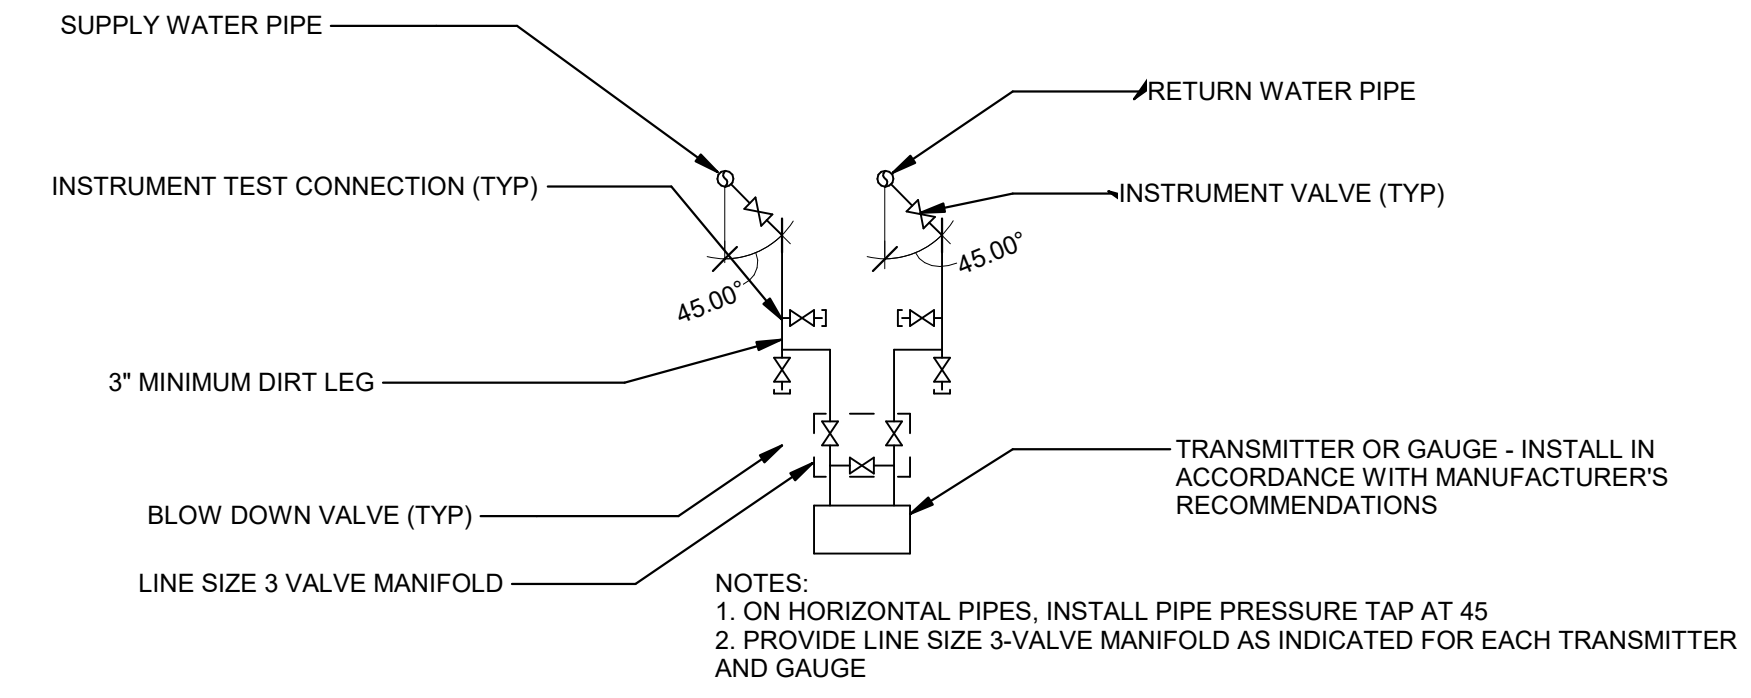 SUPPLY WATER PIPE
RETURN WATER PIPE
INSTRUMENT TEST CONNECTION (TYP)
INSTRUMENT VALVE (TYP)
45.00°
45.00°
3" MINIMUM DIRT LEG
TRANSMITTER OR GAUGE - INSTALL IN
ACCORDANCE WITH MANUFACTURER'S
RECOMMENDATIONS
BLOW DOWN VALVE (TYP)
LINE SIZE 3 VALVE MANIFOLD
NOTES:
1. ON HORIZONTAL PIPES, INSTALL PIPE PRESSURE TAP AT 45
2. PROVIDE LINE SIZE 3-VALVE MANIFOLD AS INDICATED FOR EACH TRANSMITTER
AND GAUGE